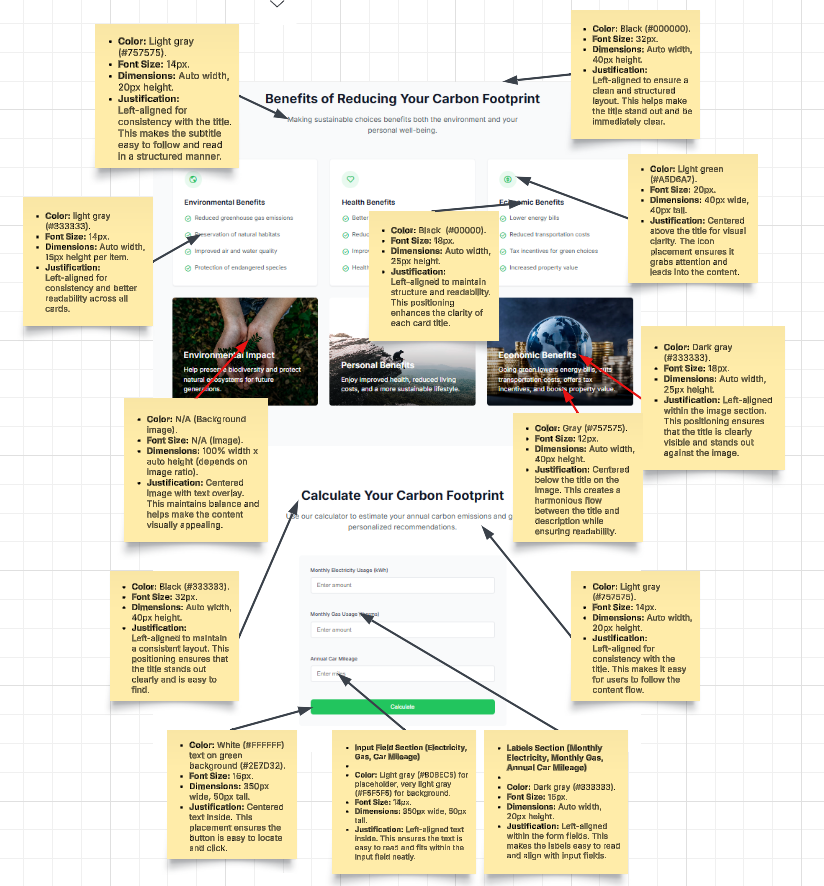 • Color: Light gray
(#757575).
• Font Size: 14px.
• Dimensions: Auto width,
20px height.
• Justification:
Left-aligned for
consistency with the title.
This makes the subtitle
easy to follow and read
in a structured manner.
• Color: Black (#000000).
• Font Size: 32px.
• Dimensions: Auto width,
40px height.
• Justification:
Left-aligned to ensure a
clean and structured
layout. This helps make
the title stand out and be
immediately clear.
Benefits of Reducing Your Carbon Footprint
Making sustainable choices benefits both the environment and your
personal well-being.
• Color: Light green
(#A5D6A7).
• Font Size: 20px.
• Dimensions: 40px wide,
40px tall.
• Justification: Centered
above the title for visual
clarity. The icon
placement ensures it
grabs attention and
leads into the content.
• Color: light gray
(#333333).
• Font Size: 14px.
• Dimensions: Auto width,
15px height per item.
• Justification:
Left-aligned for
consistency and better
readability across all
cards.
Environmental Benefits
Reduced greenhouse gas emissions
Preservation of natural habitats
Improved air and water quality
Protection of endangered species
Health Benefits
Better
Economic Benefits
Lower energy bills
Reduced transportation costs
Tax incentives for green choices
Increased property value
• Color: Black (#00000).
• Font Size: 18px.
• Dimensions: Auto width,
25px height.
• Justification:
Left-aligned to maintain
structure and readability.
This positioning
enhances the clarity of
each card title.
Environmental Impact
Help preserve biodiversity and protect
natural ecosystems for future
generations.
Personal Benefits
Enjoy improved health, reduced living
costs, and a more sustainable lifestyle.
Economic Benefits
Going green lowers energy bills, cuts
transportation costs, offers tax
incentives, and boosts property value.
• Color: Dark gray
(#333333).
• Font Size: 18px.
• Dimensions: Auto width,
25px height.
• Justification: Left-aligned
within the image section.
This positioning ensures
that the title is clearly
visible and stands out
against the image.
• Color: N/A (Background
image).
• Font Size: N/A (Image).
• Dimensions: 100% width x
auto height (depends on
image ratio).
• Justification: Centered
image with text overlay.
This maintains balance and
helps make the content
visually appealing.
• Color: Gray (#757575).
• Font Size: 12px.
• Dimensions: Auto width,
40px height.
• Justification: Centered
below the title on the
image. This creates a
harmonious flow
between the title and
description while
ensuring readability.
Calculate Your Carbon Footprint
Use our calculator to estimate your annual carbon emissions and g
personalized recommendations.
• Color: Black (#333333).
• Font Size: 32px.
• Dimensions: Auto width,
40px height.
• Justification:
Left-aligned to maintain
a consistent layout. This
positioning ensures that
the title stands out
clearly and is easy to
find.
Monthly Electricity Usage (kWh)
Enter amount
Monthly Gas Usage (therms)
Enter amount
Annual Car Mileage
Enter miles
Calculate
• Color: Light gray
(#757575).
• Font Size: 14px.
• Dimensions: Auto width,
20px height.
• Justification:
Left-aligned for
consistency with the
title. This makes it easy
for users to follow the
content flow.
• Color: White (#FFFFFF)
text on green
background (#2E7D32).
• Font Size: 16px.
• Dimensions: 350px
wide, 50px tall.
• Justification: Centered
text inside. This
placement ensures the
button is easy to locate
and click.
• Input Field Section (Electricity,
Gas, Car Mileage)
•
• Color: Light gray (#B0BEC5) for
placeholder, very light gray
(#F5F5F5) for background.
• Font Size: 14px.
• Dimensions: 350px wide, 50px
tall.
• Justification: Left-aligned text
inside. This ensures the text is
easy to read and fits within the
input field neatly.
• Labels Section (Monthly
Electricity, Monthly Gas,
Annual Car Mileage)
•
• Color: Dark gray (#333333).
• Font Size: 16px.
• Dimensions: Auto width,
20px height.
• Justification: Left-aligned
within the form fields. This
makes the labels easy to read
and align with input fields.